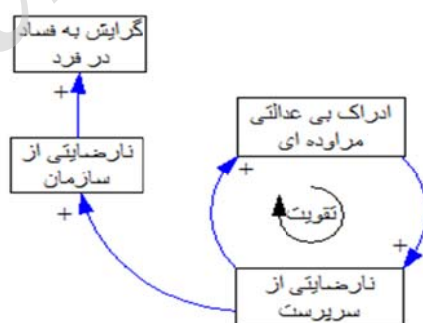 گرایش به فساد
در فرد
+
ادراک بی عدالتی
مراوده ای
+
نارضایتی از
سازمان
+
تقویت
+
نارضایتی از
سرپرست